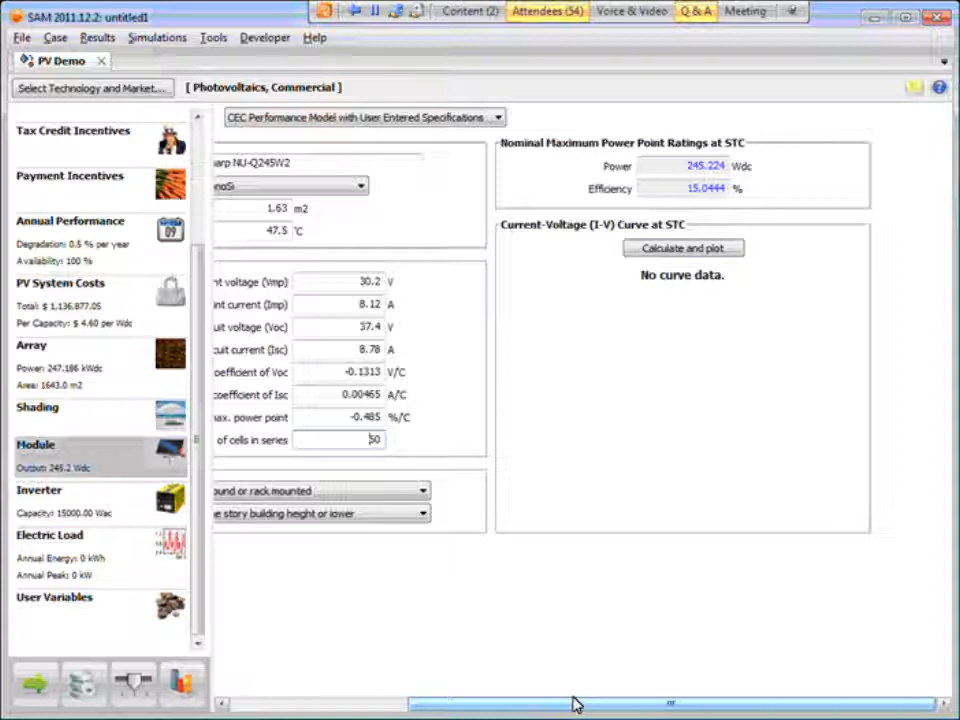 SAM 2011.12.2: untitled1
Content (2) Attendees (54) Voice & Video Q & A Meeting
File Case Results Simulations Tools Developer Help
PV Demo
Select Technology and Market... [ Photovoltaics, Commercial ]
CEC Performance Model with User Entered Specifications
Tax Credit Incentives
Payment Incentives
Annual Performance
Degradation: 0.5 % per year
Availability: 100 %
PV System Costs
Total: $ 1,136,877.05
Per Capacity: $ 4.60 per Wdc
Array
Power: 247.186 kWdc
Area: 1643.0 m2
Shading
Module
Output: 245.2 Wdc
Inverter
Capacity: 15000.00 Wac
Electric Load
Annual Energy: 0 kWh
Annual Peak: 0 kW
User Variables
arp NU-Q245W2
noSi
1.63 m2
47.5 'C
nt voltage (Vmp) 30.2 V
int current (Imp) 8.12 A
uit voltage (Voc) 37.4 V
cuit current (Isc) 8.78 A
oefficient of Voc -0.1313 V/C
coefficient of Isc 0.00465 A/C
max. power point -0.485 %/C
of cells in series 60
ound or rack mounted
e story building height or lower
Nominal Maximum Power Point Ratings at STC
Power 245.224 Wdc
Efficiency 15.0444 %
Current-Voltage (I-V) Curve at STC
Calculate and plot
No curve data.